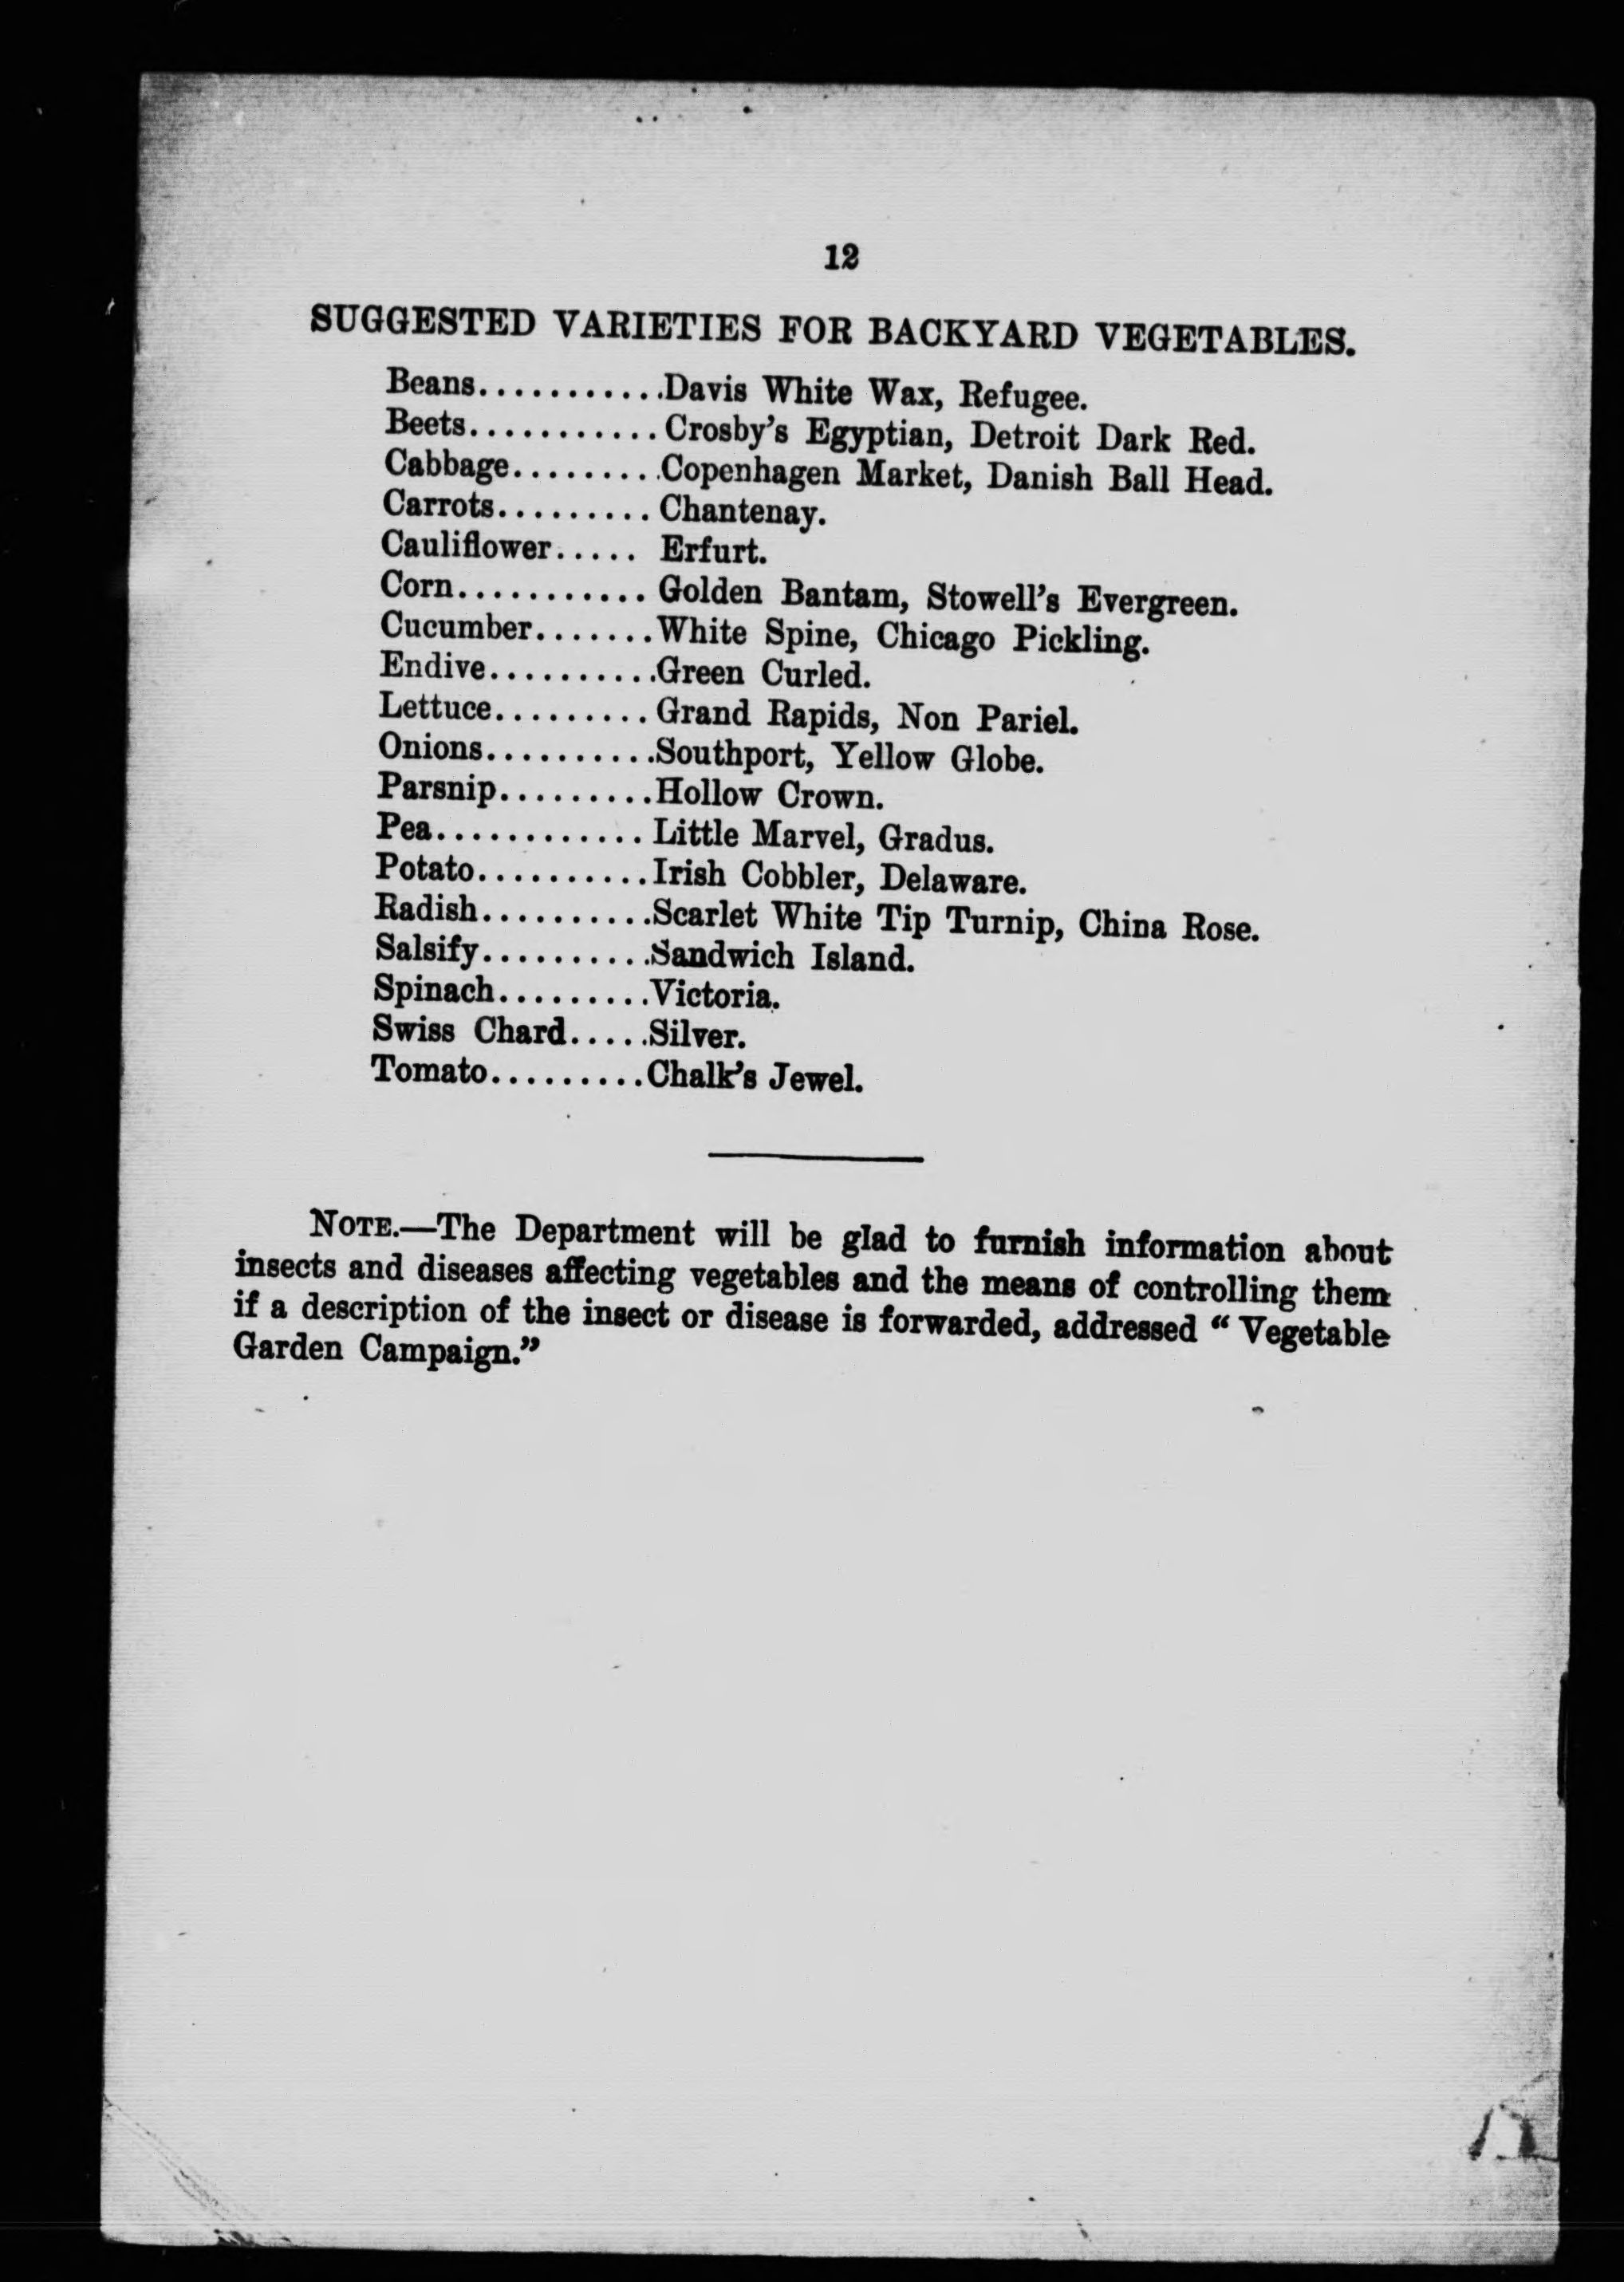 12
SUGGESTED VARIETIES FOR BACKYARD VEGETABLES.
Beans...........Davis White Wax, Refugee.
Beets...........Crosby's Egyptian, Detroit Dark Red.
Cabbage.........Copenhagen Market, Danish Ball Head.
Carrots.........Chantenay.
Cauliflower.....Erfurt.
Corn...........Golden Bantam, Stowell's Evergreen.
Cucumber.......White Spine, Chicago Pickling.
Endive..........Green Curled.
Lettuce.........Grand Rapids, Non Pariel.
Onions..........Southport, Yellow Globe.
Parsnip.........Hollow Crown.
Pea............Little Marvel, Gradus.
Potato..........Irish Cobbler, Delaware.
Radish..........Scarlet White Tip Turnip, China Rose.
Salsify..........Sandwich Island.
Spinach.........Victoria.
Swiss Chard.....Silver.
Tomato.........Chalk's Jewel.
NOTE.—The Department will be glad to furnish information about
insects and diseases affecting vegetables and the means of controlling them
if a description of the insect or disease is forwarded, addressed “ Vegetable
Garden Campaign.”